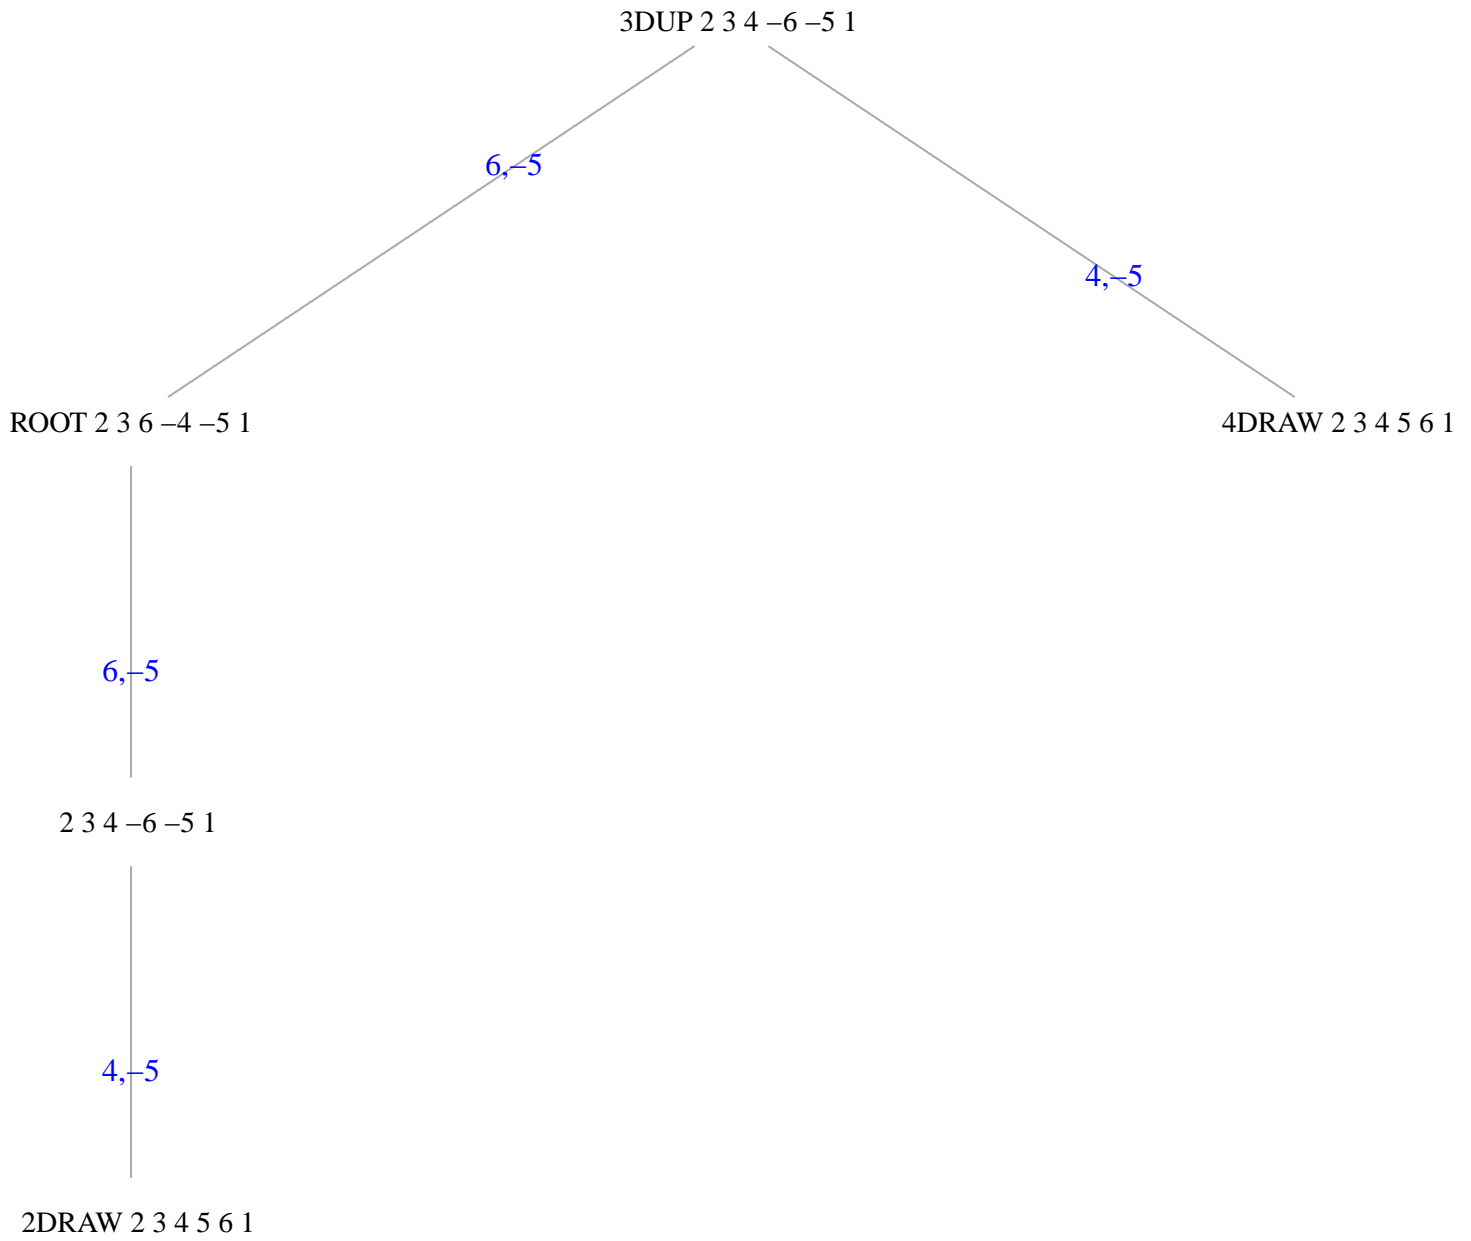 3DUP 2 3 4 –6 –5 1
6,–5
4,–5
ROOT 2 3 6 –4 –5 1
4DRAW 2 3 4 5 6 1
6,–5
2 3 4 –6 –5 1
4,–5
2DRAW 2 3 4 5 6 1